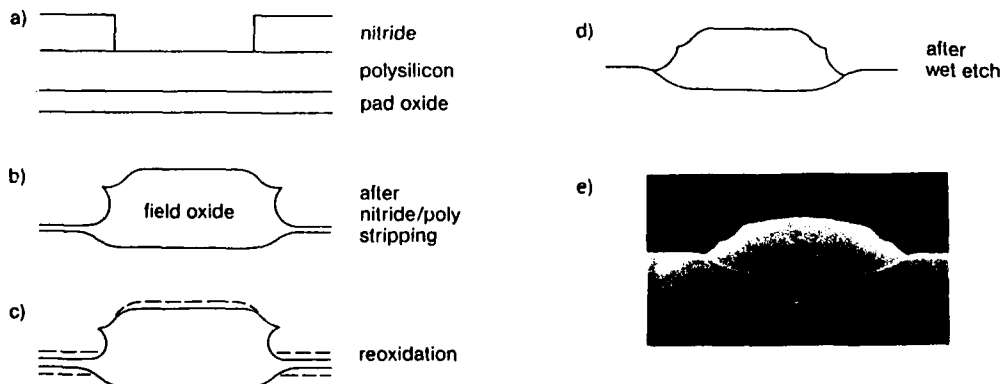 a)
nitride
polysilicon
pad oxide
b)
field oxide
after
nitride/poly
stripping
c)
reoxidation
d)
after
wet etch
e)